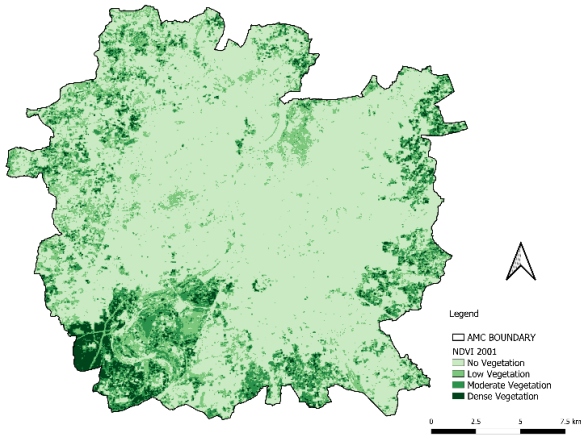 Legend
AMC BOUNDARY
NDVI 2001
No Vegetation
Low Vegetation
Moderate Vegetation
Dense Vegetation
0 2.5 5 7.5 km